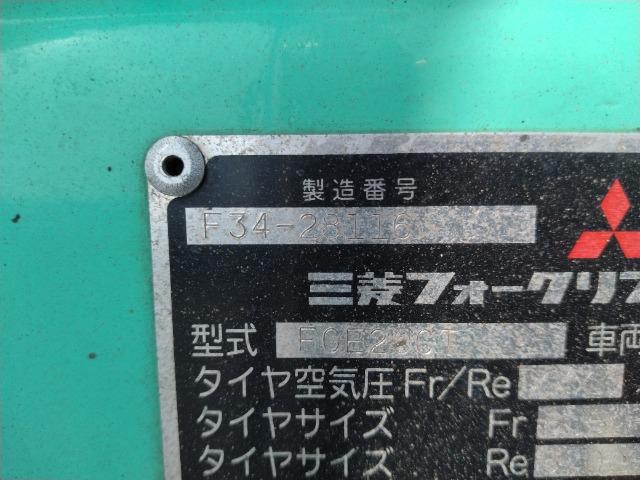 製造番号
F34-28116
三菱フォークリフ
型式 車両
タイヤ空気圧 Fr/Re
タイヤサイズ Fr
タイヤサイズ Re